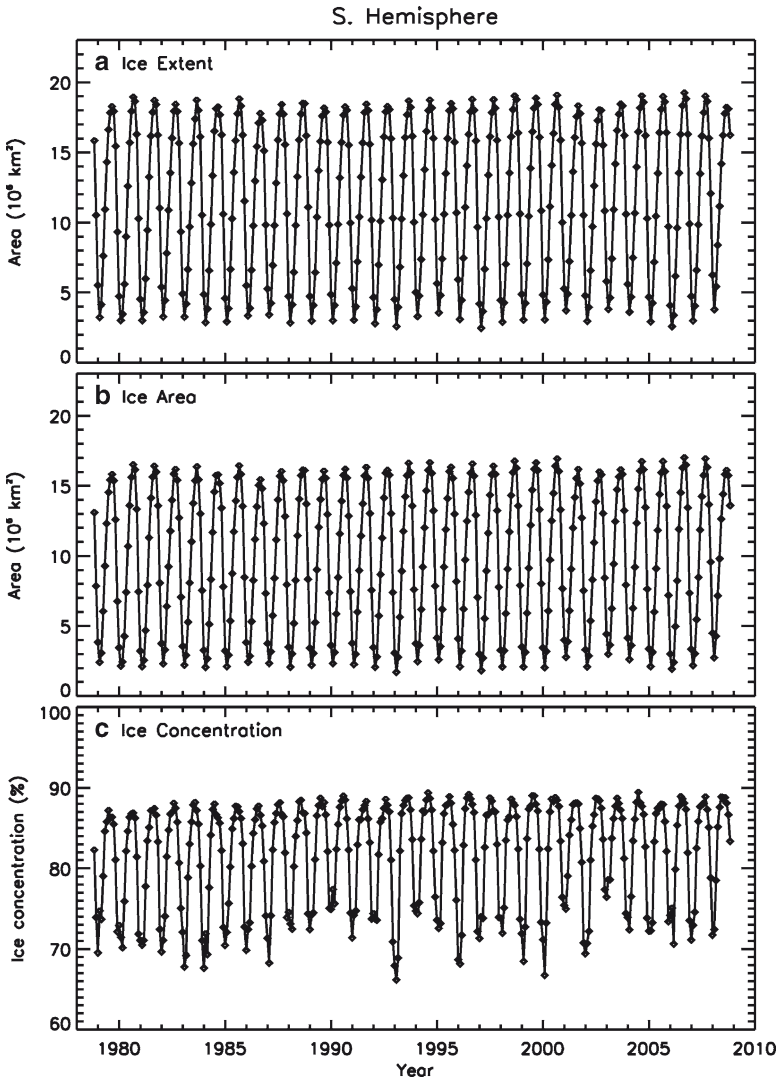 S. Hemisphere
a Ice Extent
20
15
10
5
0
Area (10⁶ km²)
b Ice Area
20
15
10
5
0
Area (10⁶ km²)
c Ice Concentration
100
90
80
70
60
Ice concentration (%)
1980 1985 1990 1995 2000 2005 2010
Year